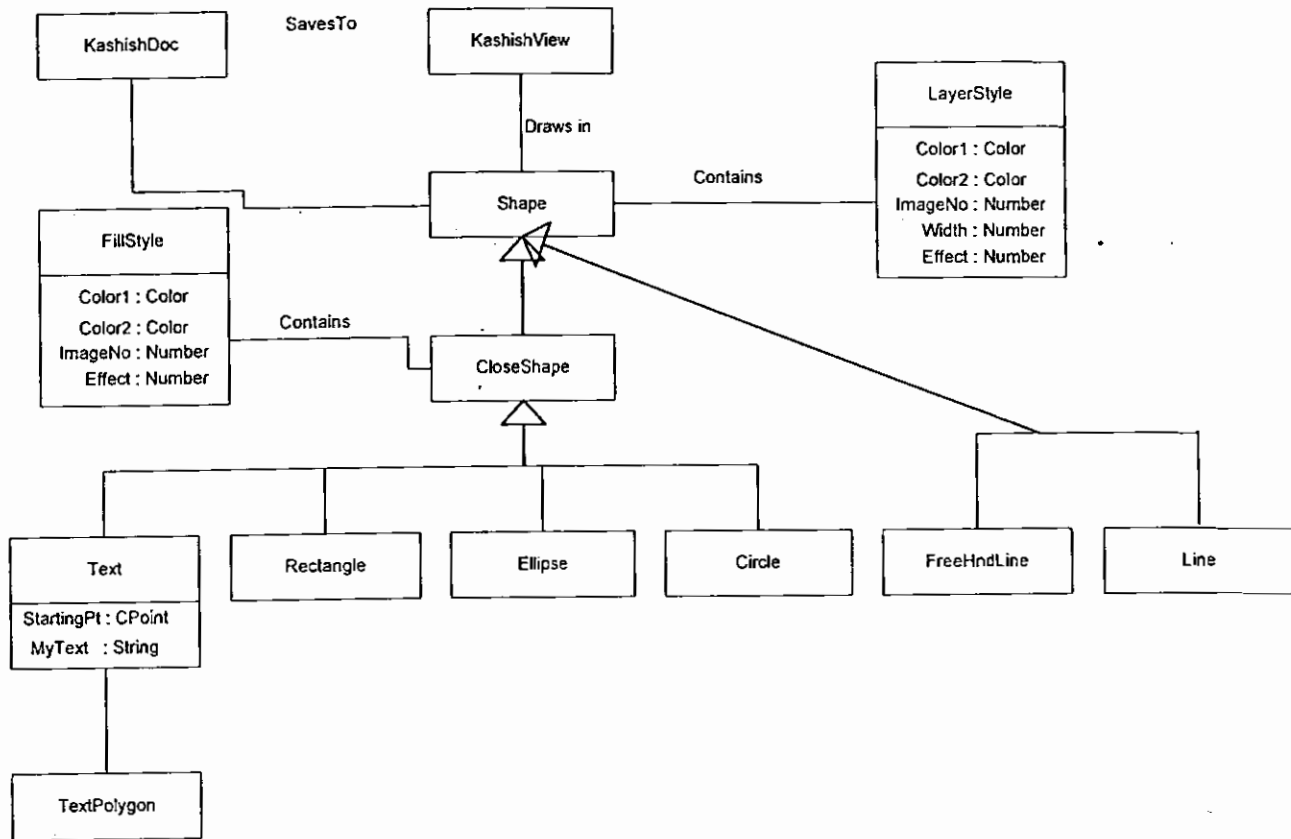 SavesTo
KashishDoc
KashishView
LayerStyle
Color1 : Color
Color2 : Color
ImageNo : Number
Width : Number
Effect : Number
Draws in
Contains
Shape
FillStyle
Color1 : Color
Color2 : Color
ImageNo : Number
Effect : Number
Contains
CloseShape
Text
StartingPt : CPoint
MyText : String
Rectangle
Ellipse
Circle
FreeHndLine
Line
TextPolygon